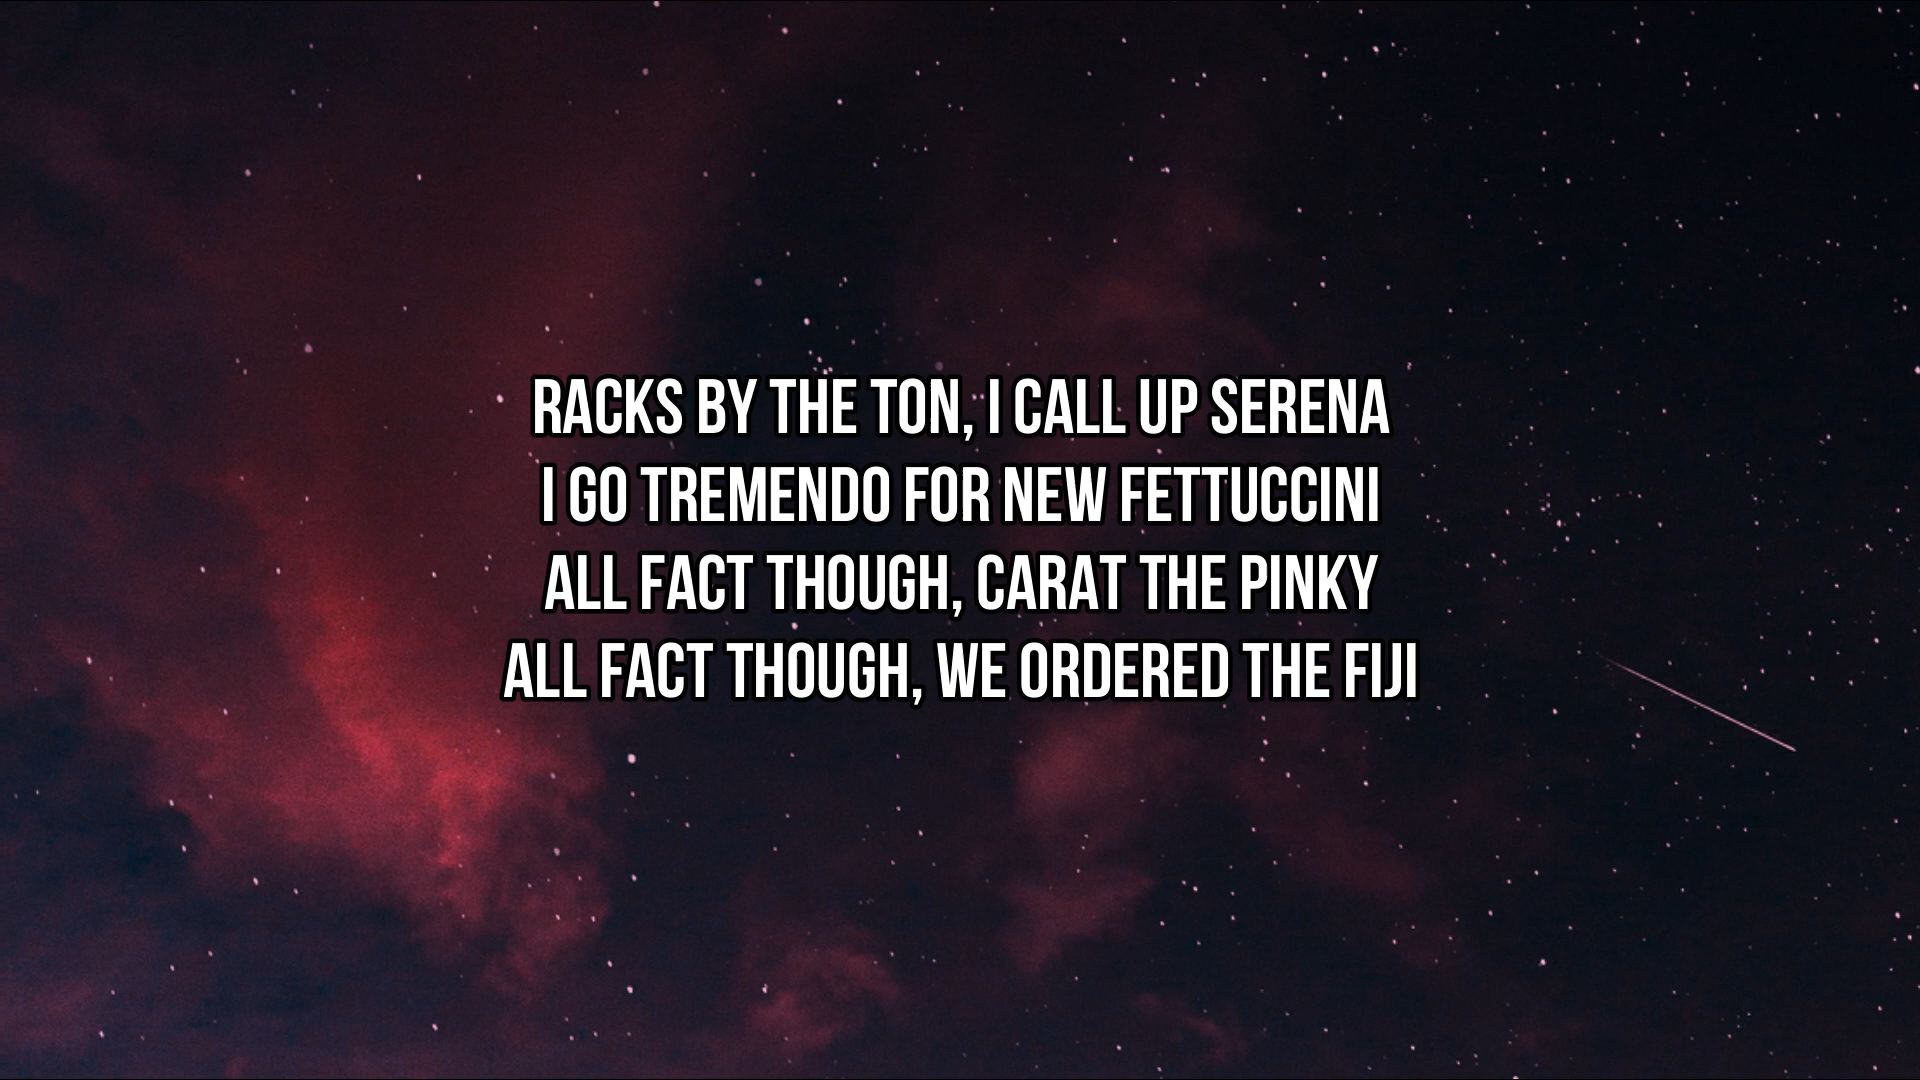 RACKS BY THE TON, I CALL UP SERENA
I GO TREMENDO FOR NEW FETTUCCINI
ALL FACT THOUGH, CARAT THE PINKY
ALL FACT THOUGH, WE ORDERED THE FIJI